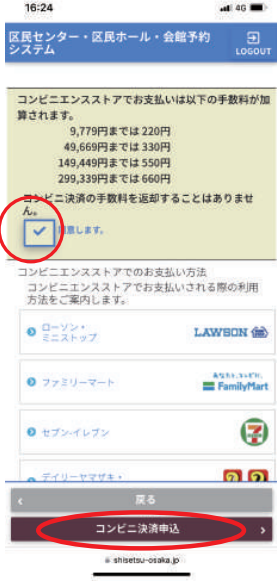 16:24
4G
区民センター・区民ホール・会館予約
システム
LOGOUT
コンビニエンスストアでお支払いは以下の手数料が加
算されます。
9,779円までは 220円
49,669円までは 330円
149,449円までは 550円
299,339円までは 660円
コンビニ決済の手数料を返却することはありませ
ん。
同意します。
コンビニエンスストアでのお支払い方法
コンビニエンスストアでお支払いされる際の利用
方法をご案内します。
ローソン・
ミニストップ
LAWSON
ファミリーマート
あなたと、コンビに、
FamilyMart
セブン-イレブン
7
デイリーヤマザキ・
戻る
コンビニ決済申込
shisetsu-osaka.jp